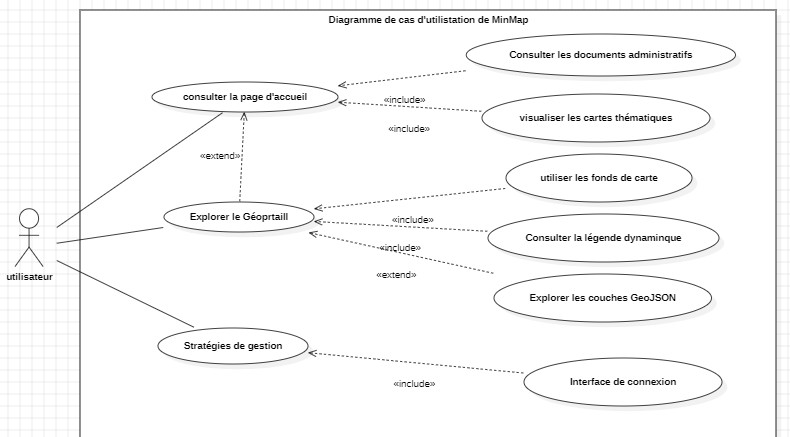 Diagramme de cas d'utilistation de MinMap
Consulter les documents administratifs
consulter la page d'accueil
«include»
visualiser les cartes thématiques
«include»
«extend»
utiliser les fonds de carte
Explorer le Géoprtaill
«include»
Consulter la légende dynaminque
«include»
«extend»
utilisateur
Explorer les couches GeoJSON
Stratégies de gestion
«include»
Interface de connexion